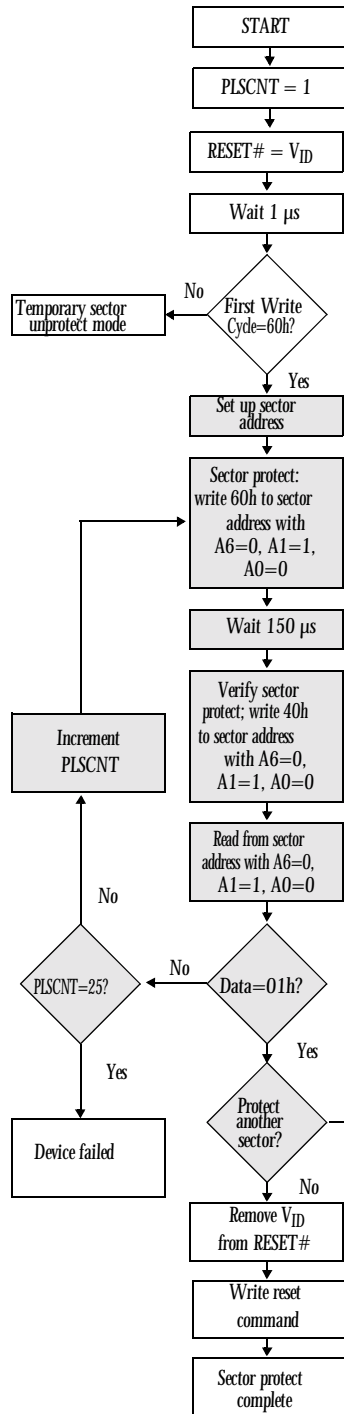 START
PLSCNT = 1
RESET# = VID
Wait 1 µs
No
First Write
Cycle=60h?
Temporary sector
unprotect mode
Yes
Set up sector
address
Sector protect:
write 60h to sector
address with
A6=0, A1=1,
A0=0
Wait 150 µs
Verify sector
protect; write 40h
to sector address
with A6=0,
A1=1, A0=0
Increment
PLSCNT
Read from sector
address with A6=0,
A1=1, A0=0
No
No
PLSCNT=25?
Data=01h?
Yes
Yes
Device failed
Protect
another
sector?
No
Remove VID
from RESET#
Write reset
command
Sector protect
complete